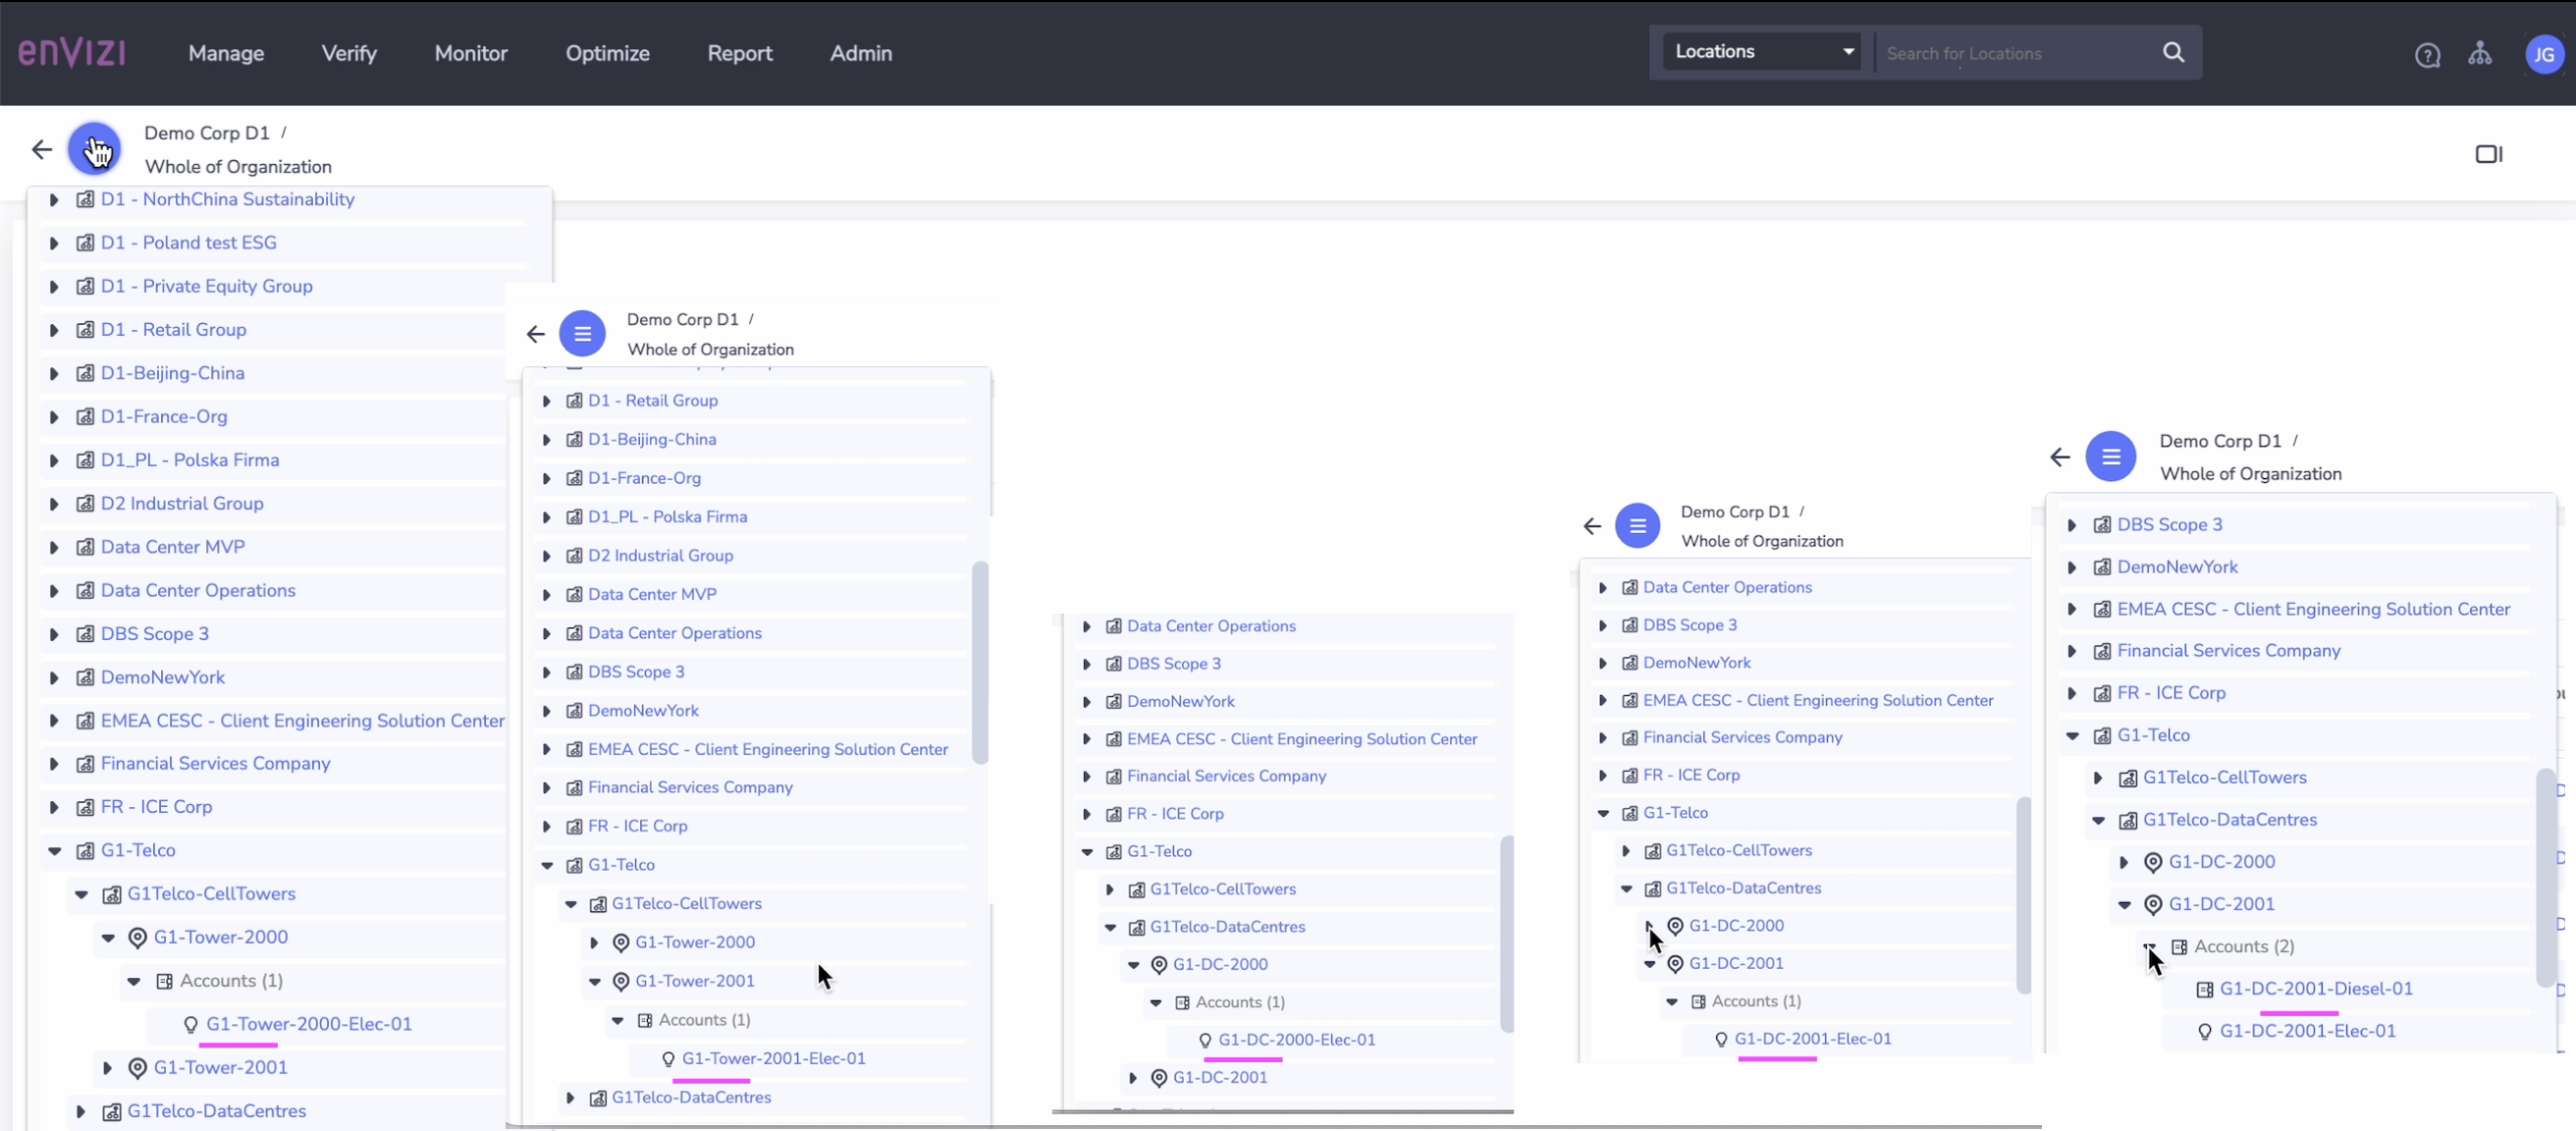 enVizi
Manage
Verify
Monitor
Optimize
Report
Admin
Locations
Search for Locations
JG
Demo Corp D1 /
Whole of Organization
D1 - NorthChina Sustainability
D1 - Poland test ESG
D1 - Private Equity Group
D1 - Retail Group
D1-Beijing-China
D1-France-Org
D1_PL - Polska Firma
D2 Industrial Group
Data Center MVP
Data Center Operations
DBS Scope 3
DemoNewYork
EMEA CESC - Client Engineering Solution Center
Financial Services Company
FR - ICE Corp
G1-Telco
G1Telco-CellTowers
G1-Tower-2000
Accounts (1)
G1-Tower-2000-Elec-01
G1-Tower-2001
G1Telco-DataCentres
Demo Corp D1 /
Whole of Organization
D1 - Retail Group
D1-Beijing-China
D1-France-Org
D1_PL - Polska Firma
D2 Industrial Group
Data Center MVP
Data Center Operations
DBS Scope 3
DemoNewYork
EMEA CESC - Client Engineering Solution Center
Financial Services Company
FR - ICE Corp
G1-Telco
G1Telco-CellTowers
G1-Tower-2000
G1-Tower-2001
Accounts (1)
G1-Tower-2001-Elec-01
G1Telco-DataCentres
Data Center Operations
DBS Scope 3
DemoNewYork
EMEA CESC - Client Engineering Solution Center
Financial Services Company
FR - ICE Corp
G1-Telco
G1Telco-CellTowers
G1Telco-DataCentres
G1-DC-2000
Accounts (1)
G1-DC-2000-Elec-01
G1-DC-2001
Demo Corp D1 /
Whole of Organization
Data Center Operations
DBS Scope 3
DemoNewYork
EMEA CESC - Client Engineering Solution Center
Financial Services Company
FR - ICE Corp
G1-Telco
G1Telco-CellTowers
G1Telco-DataCentres
G1-DC-2000
G1-DC-2001
Accounts (1)
G1-DC-2001-Elec-01
Demo Corp D1 /
Whole of Organization
DBS Scope 3
DemoNewYork
EMEA CESC - Client Engineering Solution Center
Financial Services Company
FR - ICE Corp
G1-Telco
G1Telco-CellTowers
G1Telco-DataCentres
G1-DC-2000
G1-DC-2001
Accounts (2)
G1-DC-2001-Diesel-01
G1-DC-2001-Elec-01